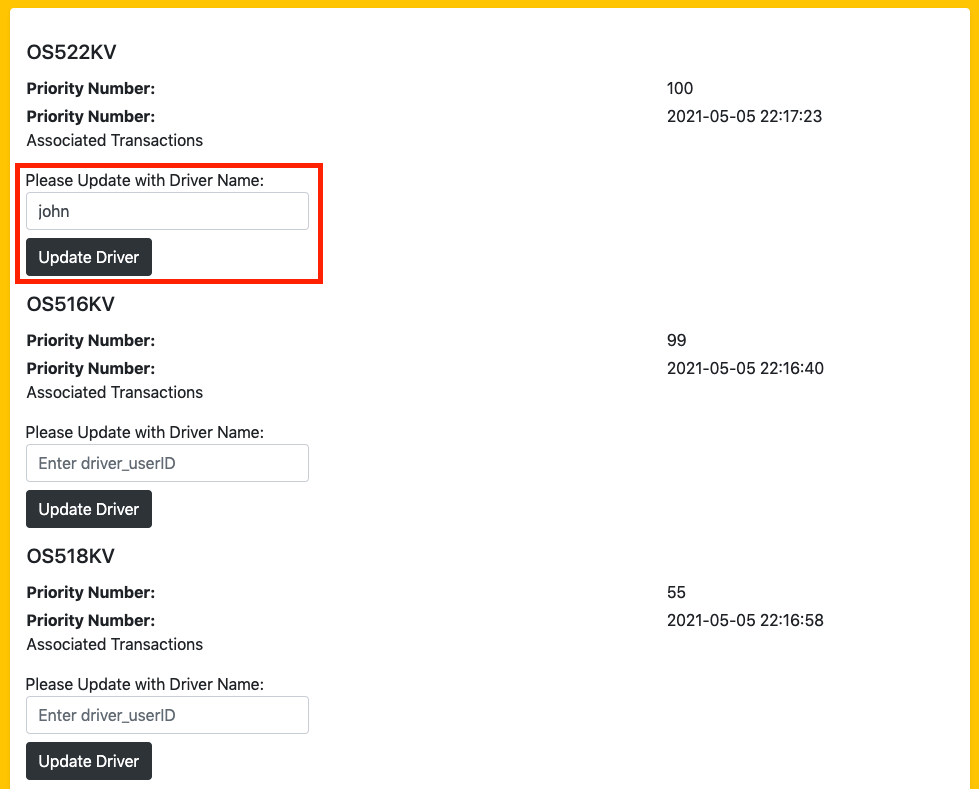 OS522KV
Priority Number: 100
Priority Number: 2021-05-05 22:17:23
Associated Transactions
Please Update with Driver Name:
john
Update Driver
OS516KV
Priority Number: 99
Priority Number: 2021-05-05 22:16:40
Associated Transactions
Please Update with Driver Name:
Enter driver_userID
Update Driver
OS518KV
Priority Number: 55
Priority Number: 2021-05-05 22:16:58
Associated Transactions
Please Update with Driver Name:
Enter driver_userID
Update Driver